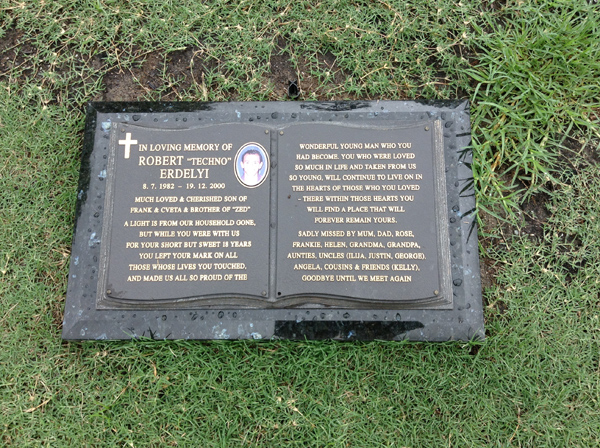 IN LOVING MEMORY OF
ROBERT "TECHNO"
ERDELYI
8. 7. 1982 – 19. 12. 2000
MUCH LOVED & CHERISHED SON OF
FRANK & CVETA & BROTHER OF "ZED"
A LIGHT IS FROM OUR HOUSEHOLD GONE,
BUT WHILE YOU WERE WITH US
FOR YOUR SHORT BUT SWEET 18 YEARS
YOU LEFT YOUR MARK ON ALL
THOSE WHOSE LIVES YOU TOUCHED,
AND MADE US ALL SO PROUD OF THE
WONDERFUL YOUNG MAN WHO YOU
HAD BECOME. YOU WHO WERE LOVED
SO MUCH IN LIFE AND TAKEN FROM US
SO YOUNG, WILL CONTINUE TO LIVE ON IN
THE HEARTS OF THOSE WHO YOU LOVED
– THERE WITHIN THOSE HEARTS YOU
WILL FIND A PLACE THAT WILL
FOREVER REMAIN YOURS.
SADLY MISSED BY MUM, DAD, ROSE,
FRANKIE, HELEN, GRANDMA, GRANDPA,
AUNTIES, UNCLES (ILIJA, JUSTIN, GEORGE),
ANGELA, COUSINS & FRIENDS (KELLY),
GOODBYE UNTIL WE MEET AGAIN